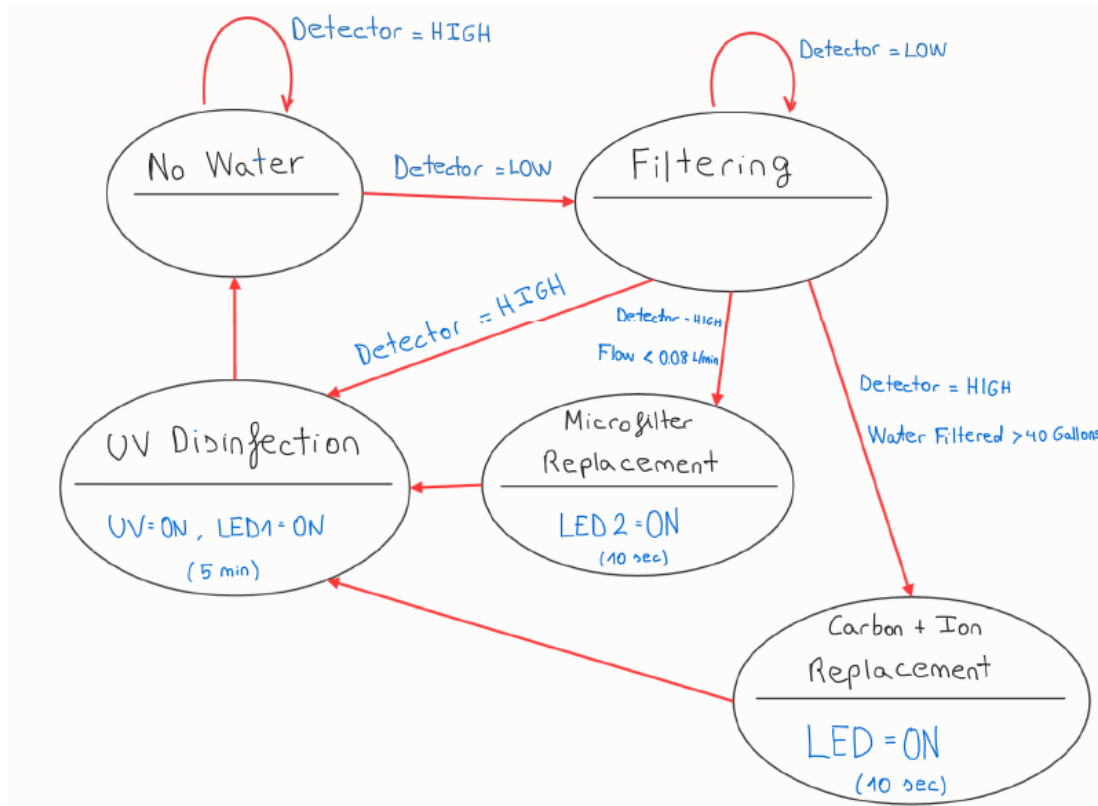 Detector = HIGH
Detector = LOW
No Water
Detector = LOW
Filtering
Detector = HIGH
Detector - HIGH
Flow < 0.08 L/min
Detector = HIGH
Water Filtered > 40 Gallons
UV Disinfection
UV = ON, LED1 = ON
(5 min)
Microfilter
Replacement
LED 2 = ON
(10 sec)
Carbon + Ion
Replacement
LED = ON
(10 sec)